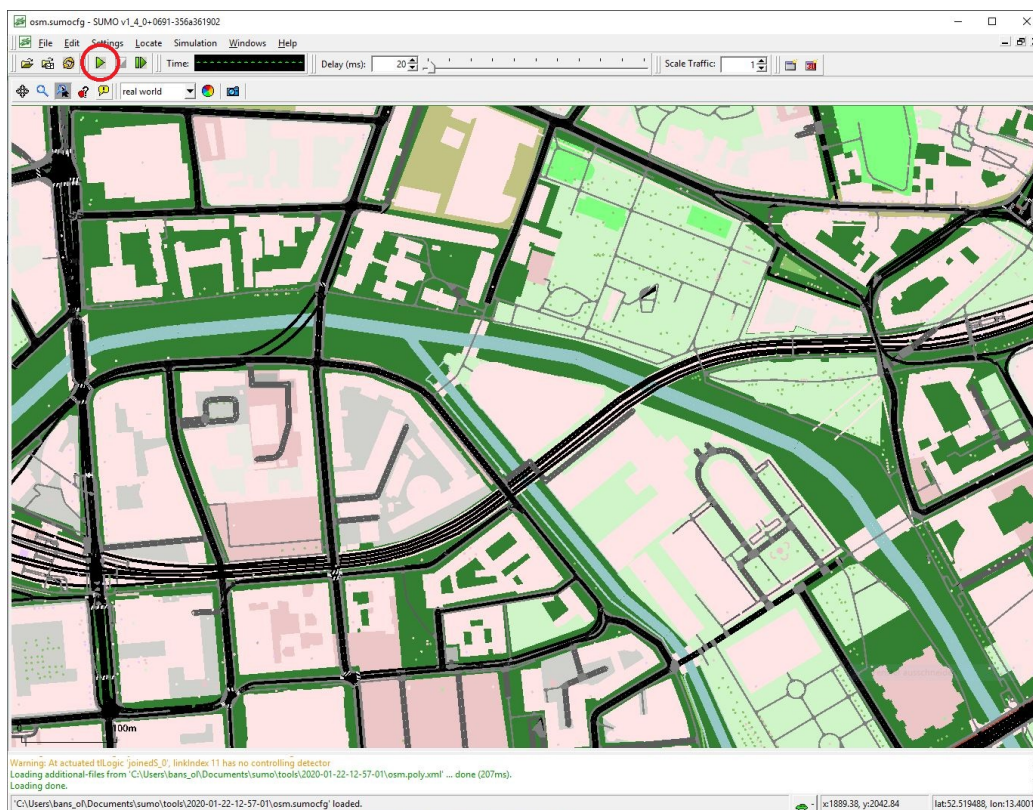 osm.sumocfg - SUMO v1_4_0+0691-356a361902
File Edit Settings Locate Simulation Windows Help
Time: Delay (ms): 20 Scale Traffic: 1
real world
0 100m
Warning: At actuated tlLogic 'joinedS_0', linkIndex 11 has no controlling detector
Loading additional-files from 'C:\Users\bans_ol\Documents\sumo\tools\2020-01-22-12-57-01\osm.poly.xml' ... done (207ms).
Loading done.
'C:\Users\bans_ol\Documents\sumo\tools\2020-01-22-12-57-01\osm.sumocfg' loaded. x:1889.38, y:2042.84 lat:52.519488, lon:13.4001